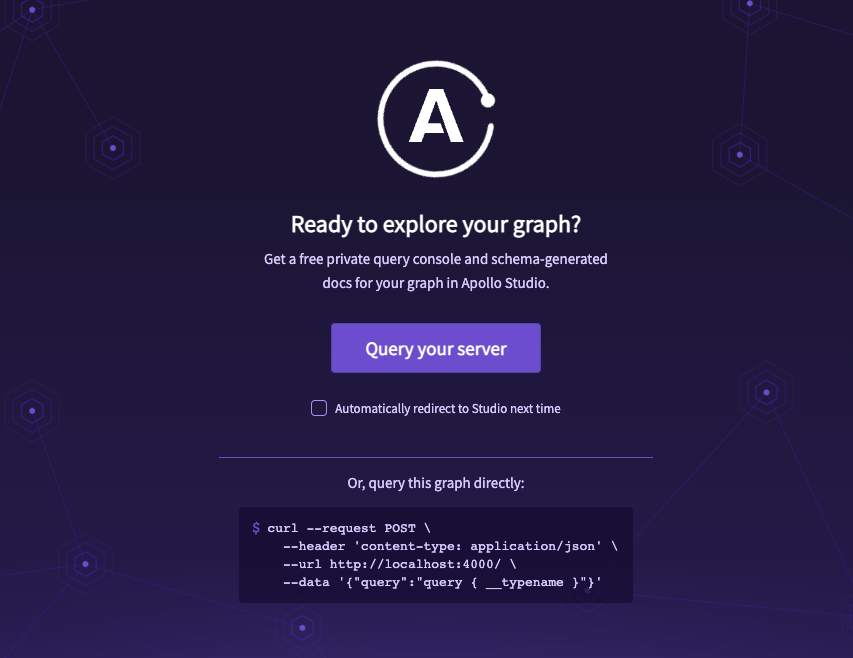 A
Ready to explore your graph?
Get a free private query console and schema-generated
docs for your graph in Apollo Studio.
Query your server
Automatically redirect to Studio next time
Or, query this graph directly:
$ curl --request POST \
--header 'content-type: application/json' \
--url http://localhost:4000/ \
--data '{"query":"query { __typename }"}'